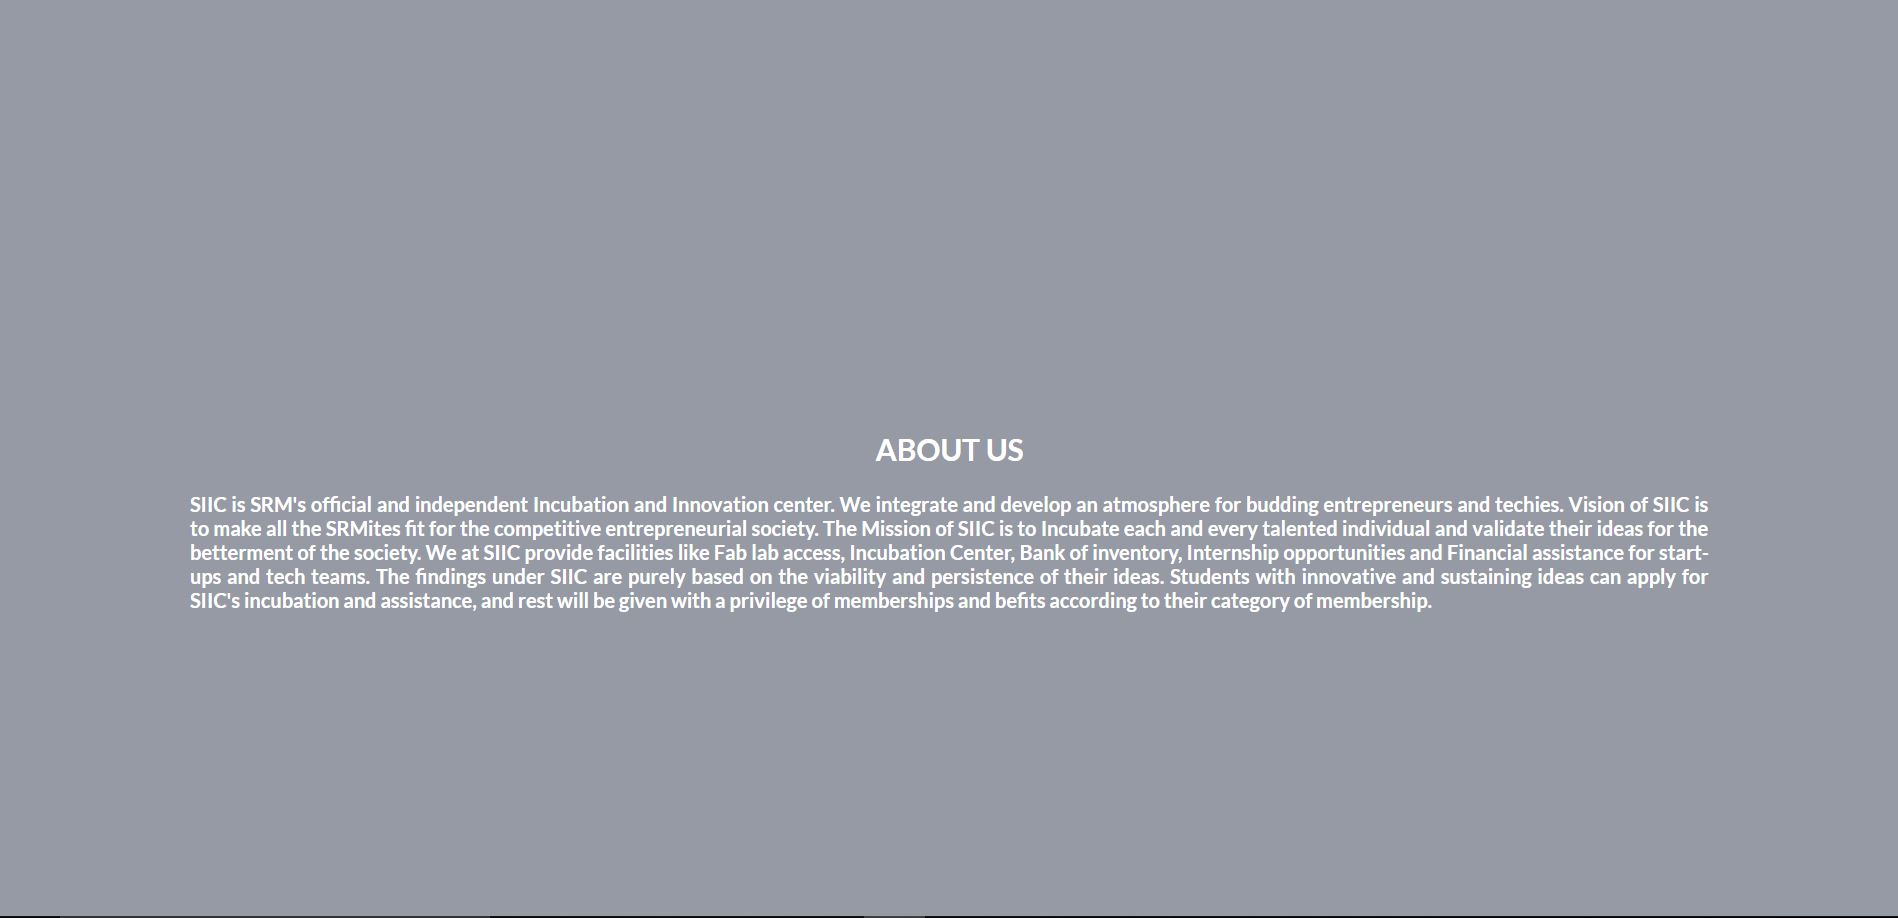 ABOUT US
SIIC is SRM's official and independent Incubation and Innovation center. We integrate and develop an atmosphere for budding entrepreneurs and techies. Vision of SIIC is
to make all the SRMites fit for the competitive entrepreneurial society. The Mission of SIIC is to Incubate each and every talented individual and validate their ideas for the
betterment of the society. We at SIIC provide facilities like Fab lab access, Incubation Center, Bank of inventory, Internship opportunities and Financial assistance for start-
ups and tech teams. The findings under SIIC are purely based on the viability and persistence of their ideas. Students with innovative and sustaining ideas can apply for
SIIC's incubation and assistance, and rest will be given with a privilege of memberships and befits according to their category of membership.